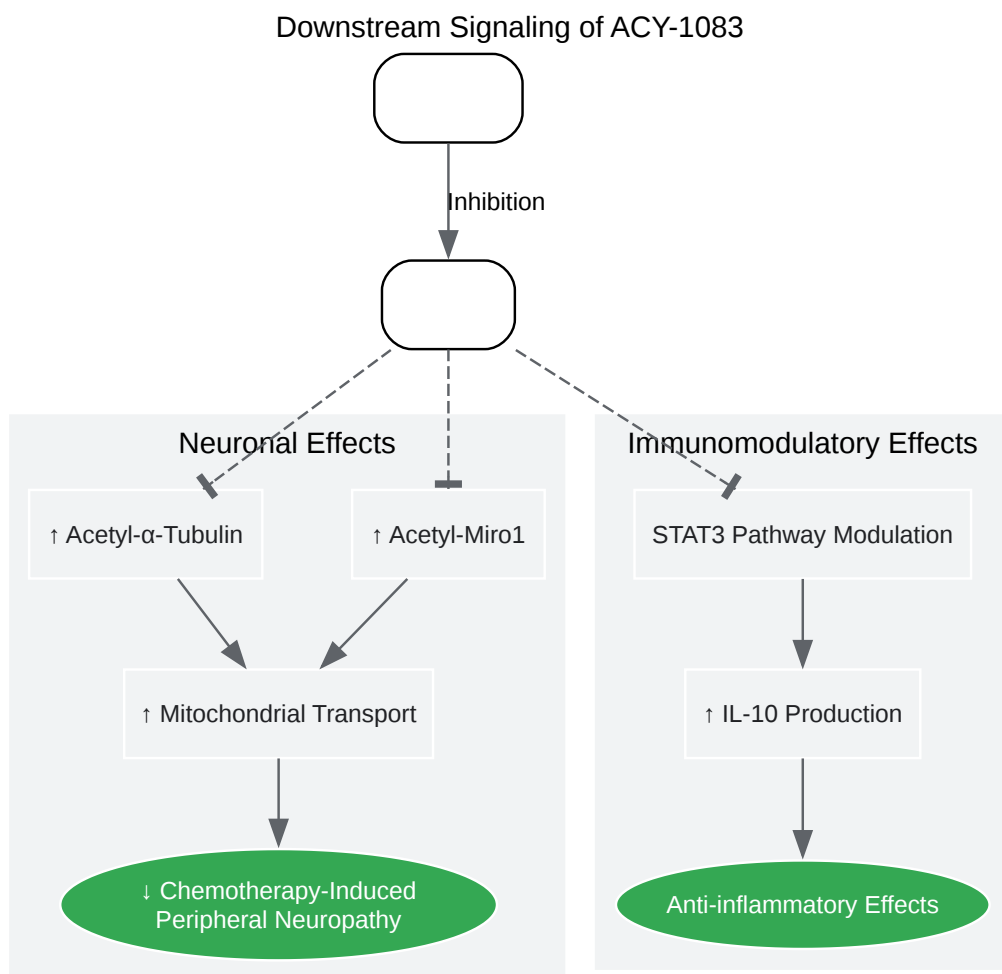 Downstream Signaling of ACY-1083
Inhibition
Neuronal Effects
Immunomodulatory Effects
↑ Acetyl-α-Tubulin
↑ Acetyl-Miro1
STAT3 Pathway Modulation
↑ Mitochondrial Transport
↑ IL-10 Production
↓ Chemotherapy-Induced
Peripheral Neuropathy
Anti-inflammatory Effects